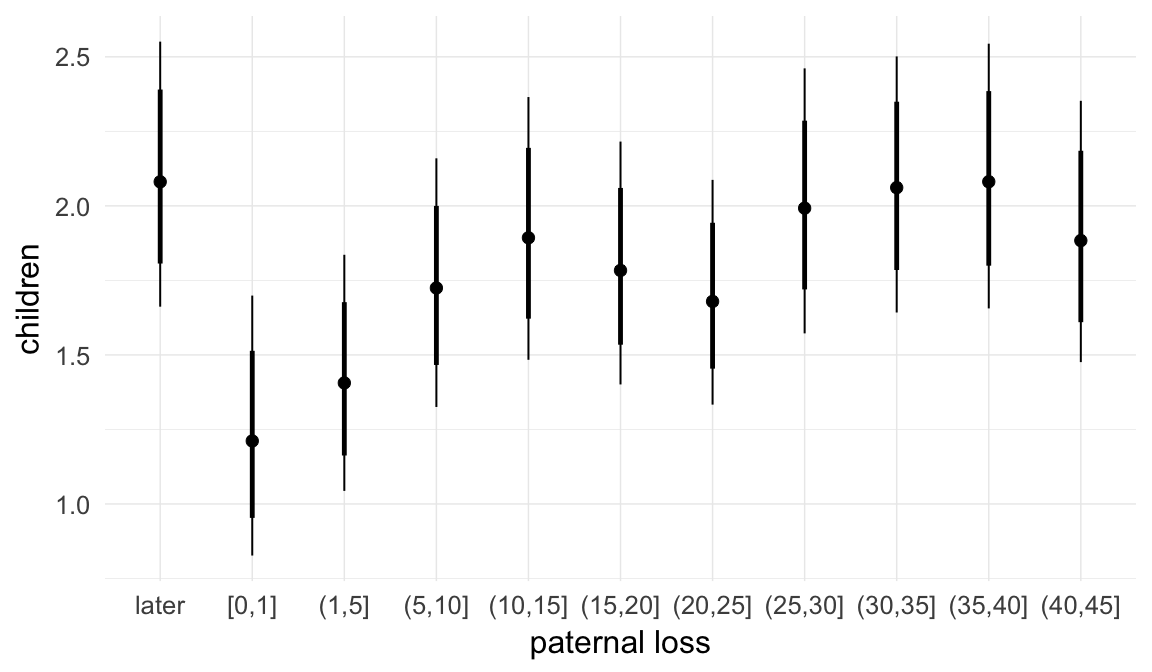 2.5
2.0
1.5
1.0
children
later [0,1] (1,5] (5,10] (10,15] (15,20] (20,25] (25,30] (30,35] (35,40] (40,45]
paternal loss